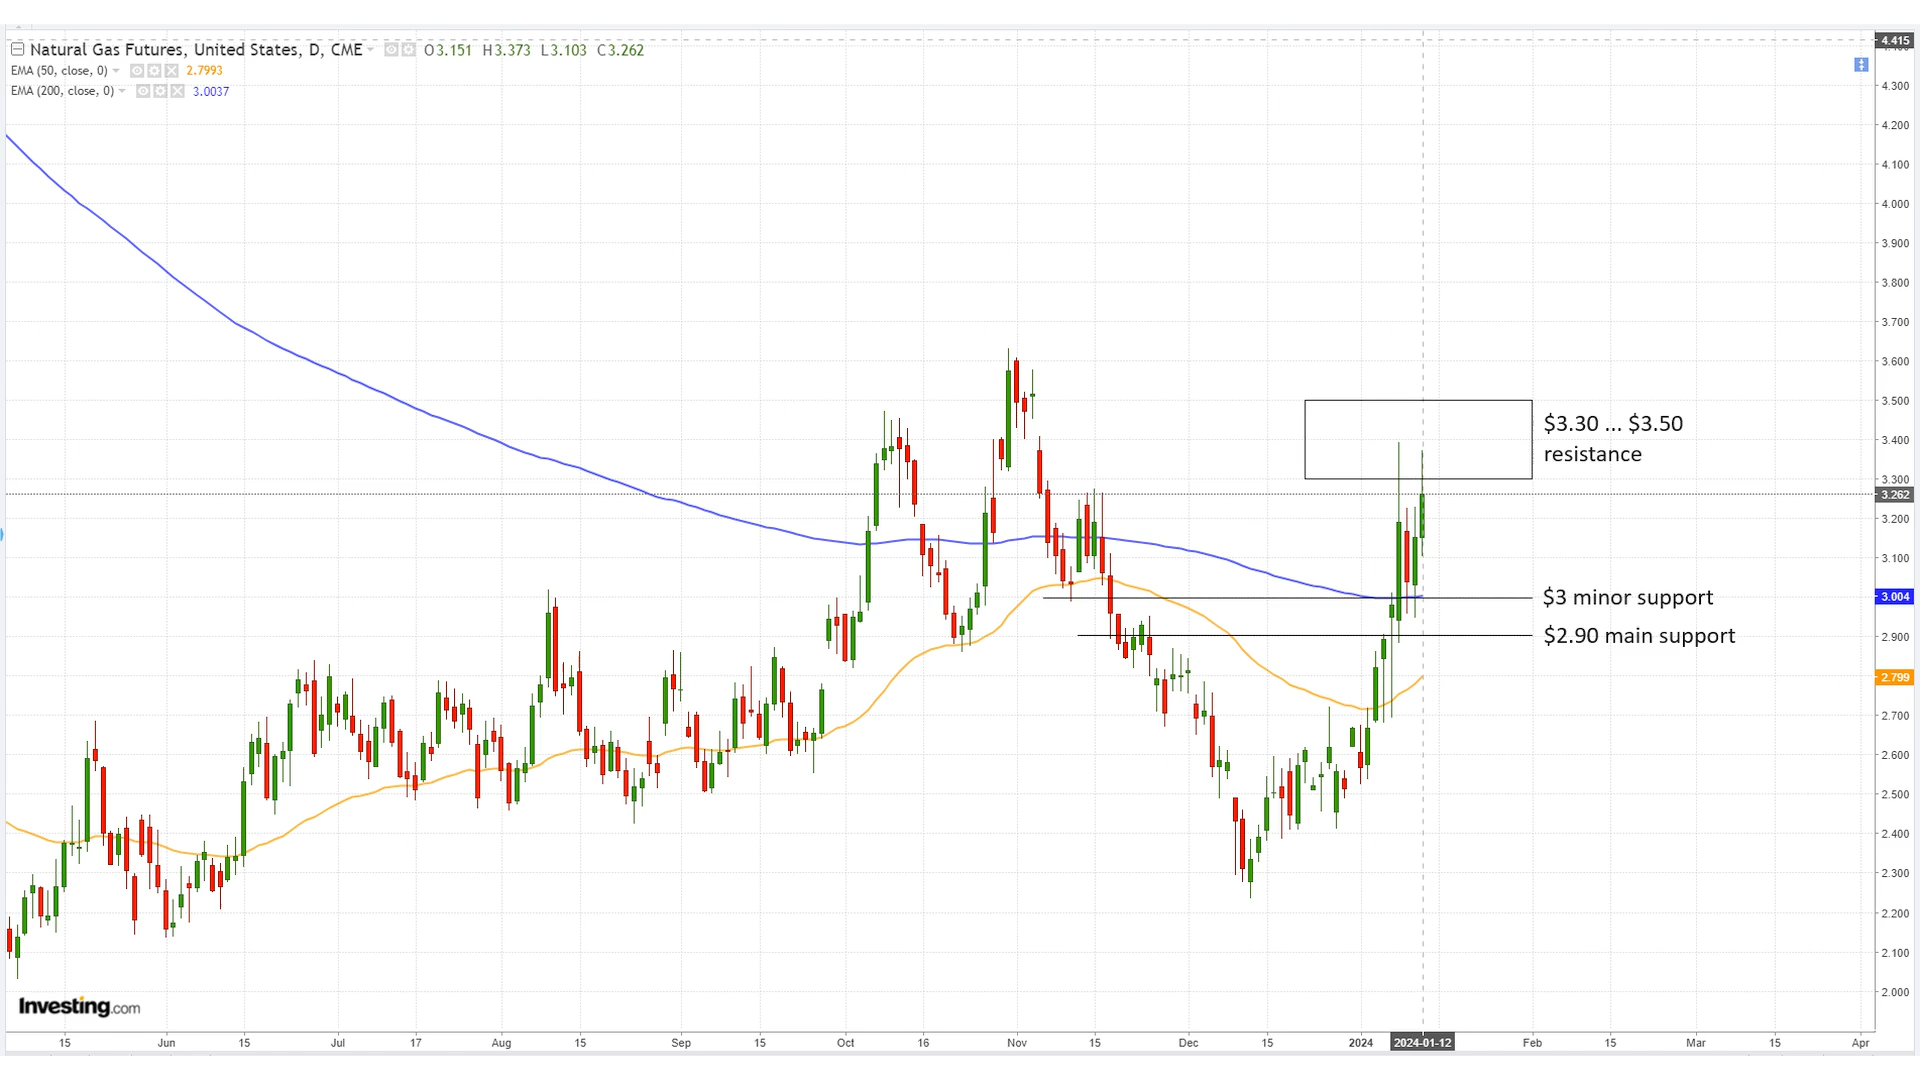 Natural Gas Futures, United States, D, CME O3.151 H3.373 L3.103 C3.262
EMA (50, close, 0) 2.7993
EMA (200, close, 0) 3.0037
4.415
4.300
4.200
4.100
4.000
3.900
3.800
3.700
3.600
3.500
3.400
3.300
3.262
3.200
3.100
3.004
2.900
2.799
2.700
2.600
2.500
2.400
2.300
2.200
2.100
2.000
$3.30 ... $3.50
resistance
$3 minor support
$2.90 main support
Investing.com
15 Jun 15 Jul 17 Aug 15 Sep 15 Oct 16 Nov 15 Dec 15 2024 2024-01-12 Feb 15 Mar 15 Apr